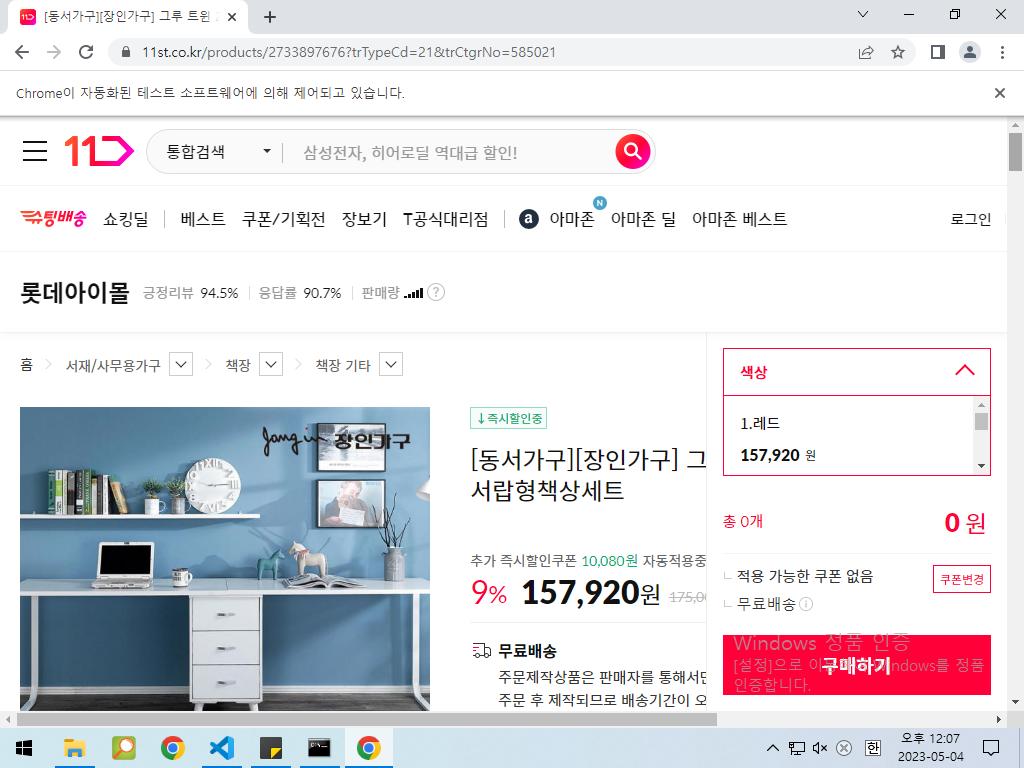 [동서가구][장인가구] 그루 트윈
11st.co.kr/products/2733897676?trTypeCd=21&trCtgrNo=585021
Chrome이 자동화된 테스트 소프트웨어에 의해 제어되고 있습니다.
통합검색
삼성전자, 히어로딜 역대급 할인!
슈팅배송 쇼킹딜 베스트 쿠폰/기획전 장보기 T공식대리점 a 아마존 N 아마존 딜 아마존 베스트 로그인
롯데아이몰 긍정리뷰 94.5% 응답률 90.7% 판매량 ?
홈 서재/사무용가구 책장 책장 기타
색상
1.레드
157,920 원
Jang in 장인가구
↓즉시할인중
[동서가구][장인가구] 그
서랍형책상세트
총 0개 0 원
추가 즉시할인쿠폰 10,080원 자동적용중
9% 157,920원 175,00
적용 가능한 쿠폰 없음 쿠폰변경
무료배송
무료배송
문제작상품은 판매자를 통해서만
주문 후 제작되므로 배송기간이 오
구매하기
Windows 정품 인증
[설정]으로 이동하여 Windows를 정품
인증합니다.
한
오후 12:07
2023-05-04